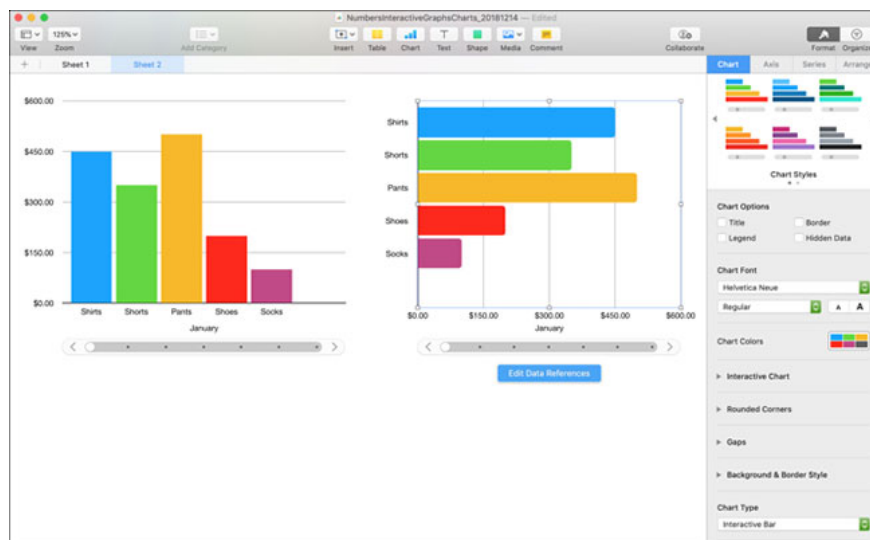 NumbersInteractiveGraphsCharts_20181214 — Edited
125%
View Zoom Add Category Insert Table Chart Text Shape Media Comment Collaborate Format Organiz
+ Sheet 1 Sheet 2
Chart Axis Series Arrange
$600.00
$450.00
$300.00
$150.00
$0.00
Shirts Shorts Pants Shoes Socks
January
Shirts
Shorts
Pants
Shoes
Socks
$0.00 $150.00 $300.00 $450.00 $600.00
January
Edit Data References
Chart Styles
Chart Options
Title Border
Legend Hidden Data
Chart Font
Helvetica Neue
Regular A A
Chart Colors
Interactive Chart
Rounded Corners
Gaps
Background & Border Style
Chart Type
Interactive Bar